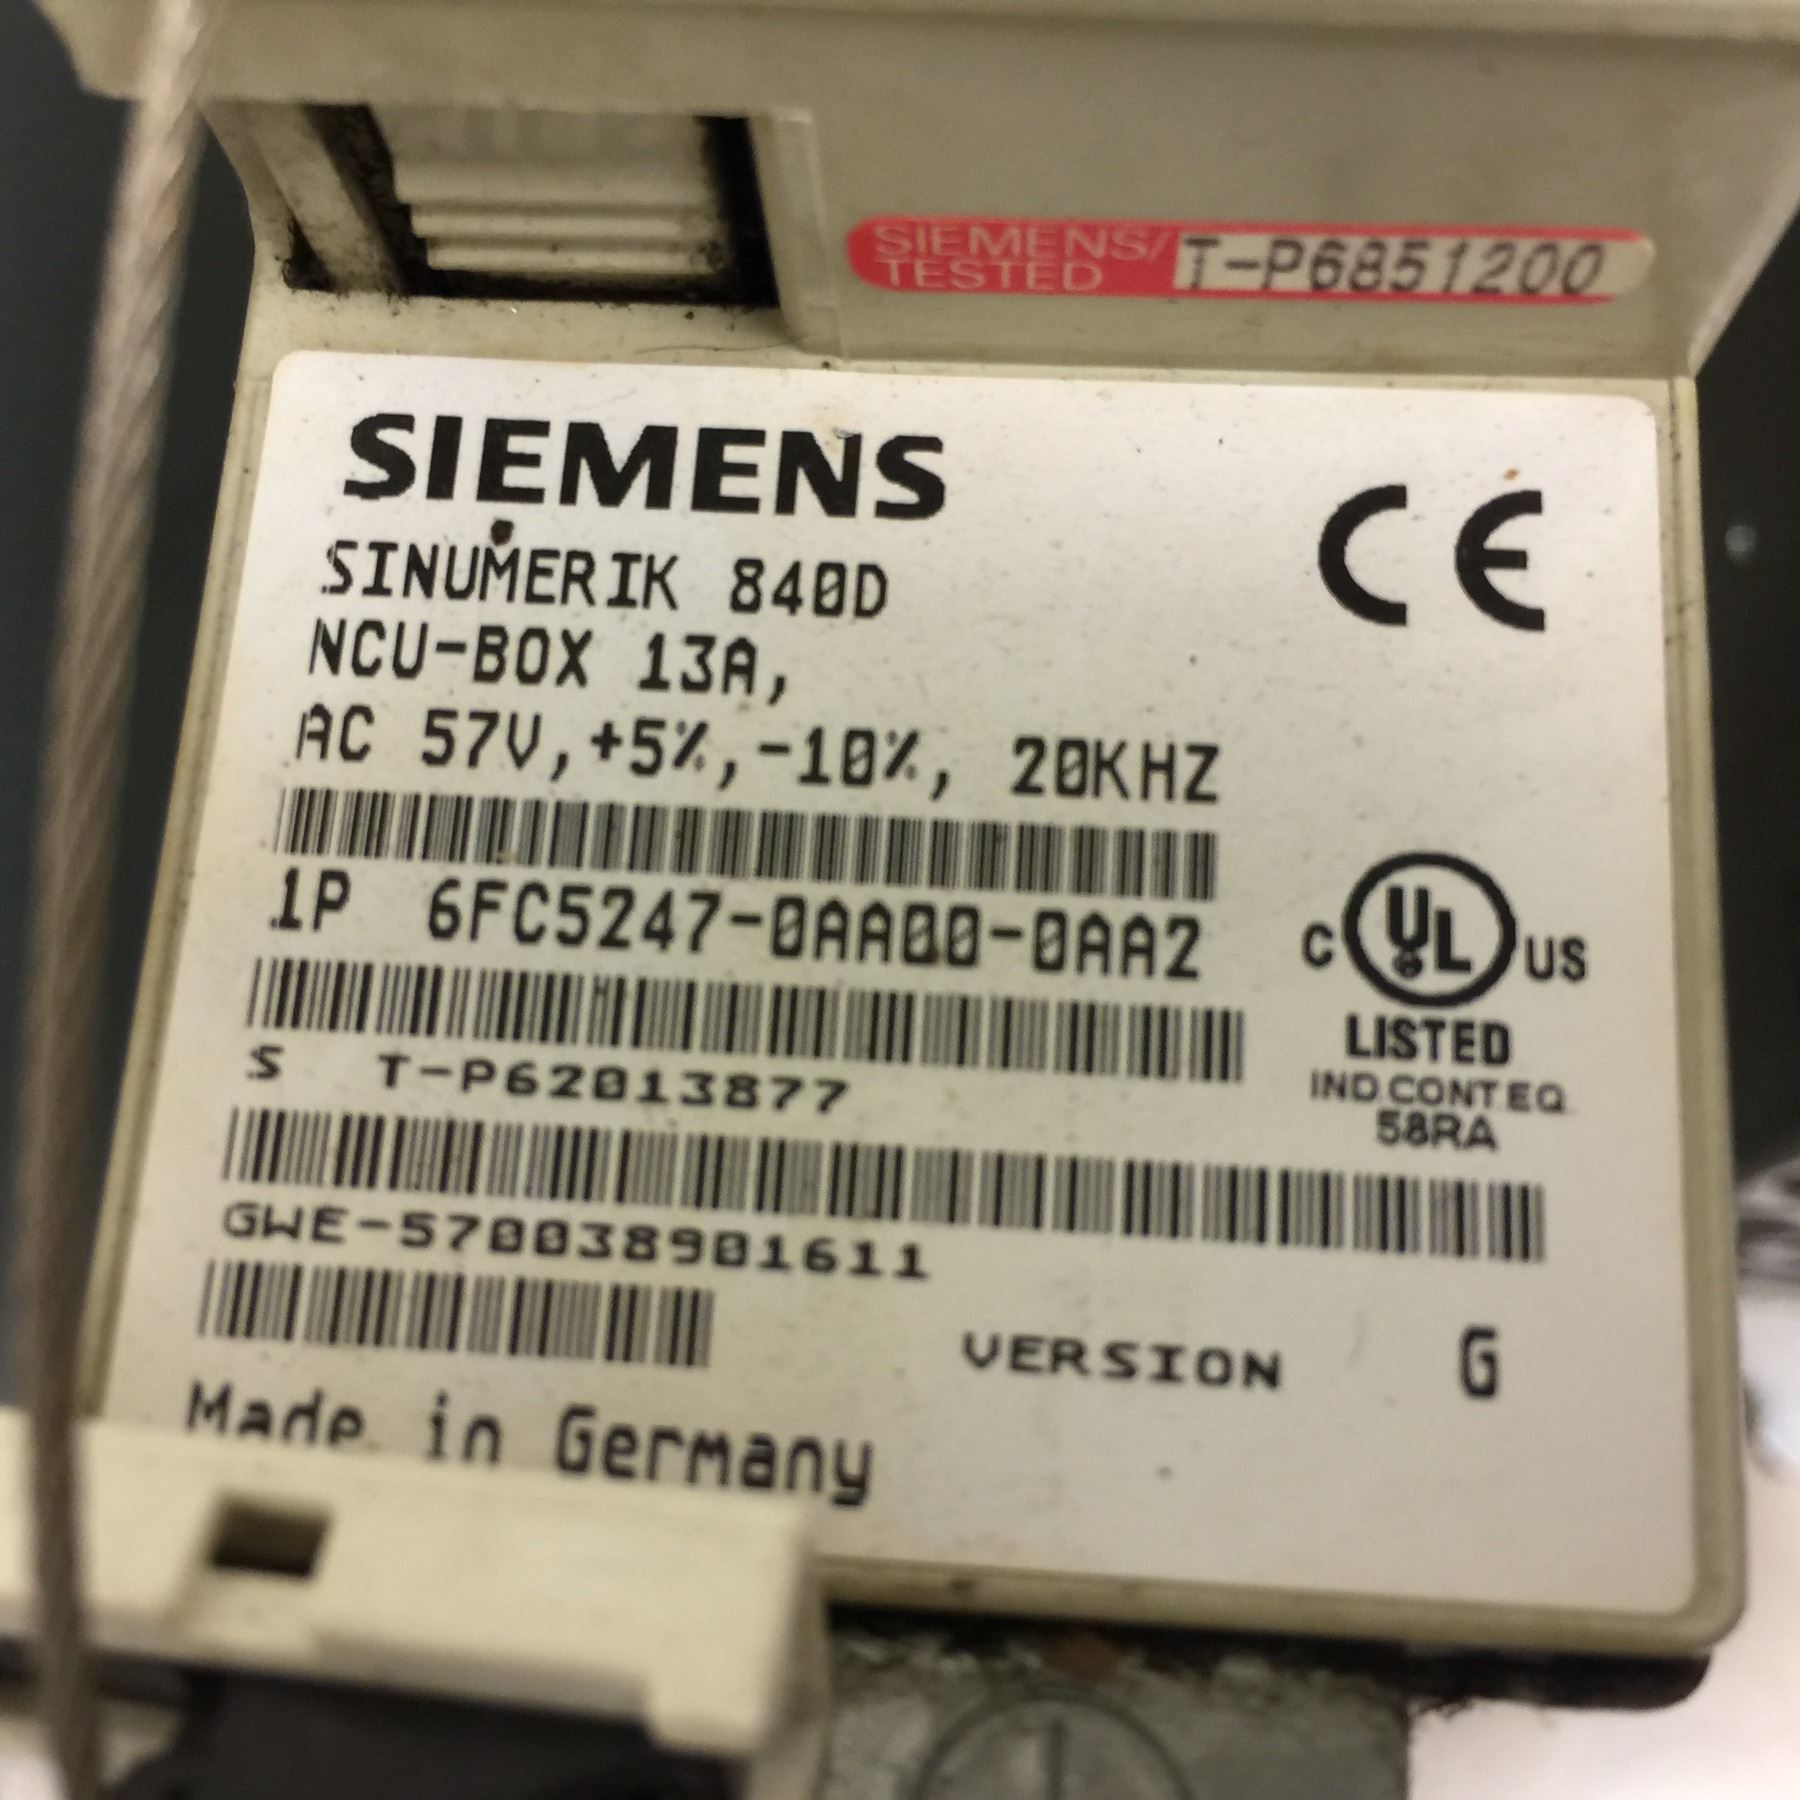 SIEMENS/
TESTED T-P6851200
SIEMENS
CE
SINUMERIK 840D
NCU-BOX 13A,
AC 57V,+5%,-10%, 20KHZ
1P 6FC5247-0AA00-0AA2
C UL US
LISTED
IND.CONT.EQ.
58RA
S T-P62013877
GWE-570038901611
VERSION G
Made in Germany